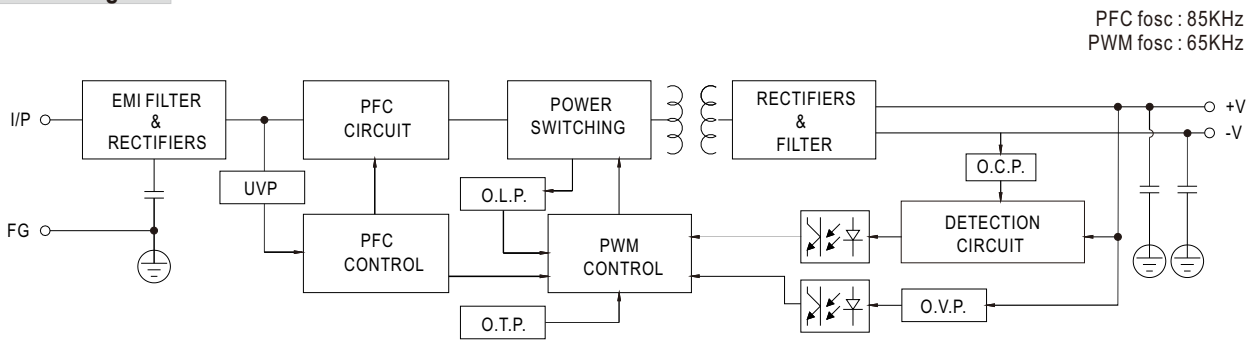 PFC fosc : 85KHz
PWM fosc : 65KHz
I/P
EMI FILTER
&
RECTIFIERS
PFC
CIRCUIT
POWER
SWITCHING
RECTIFIERS
&
FILTER
+V
-V
UVP
O.L.P.
O.C.P.
FG
PFC
CONTROL
PWM
CONTROL
DETECTION
CIRCUIT
O.T.P.
O.V.P.